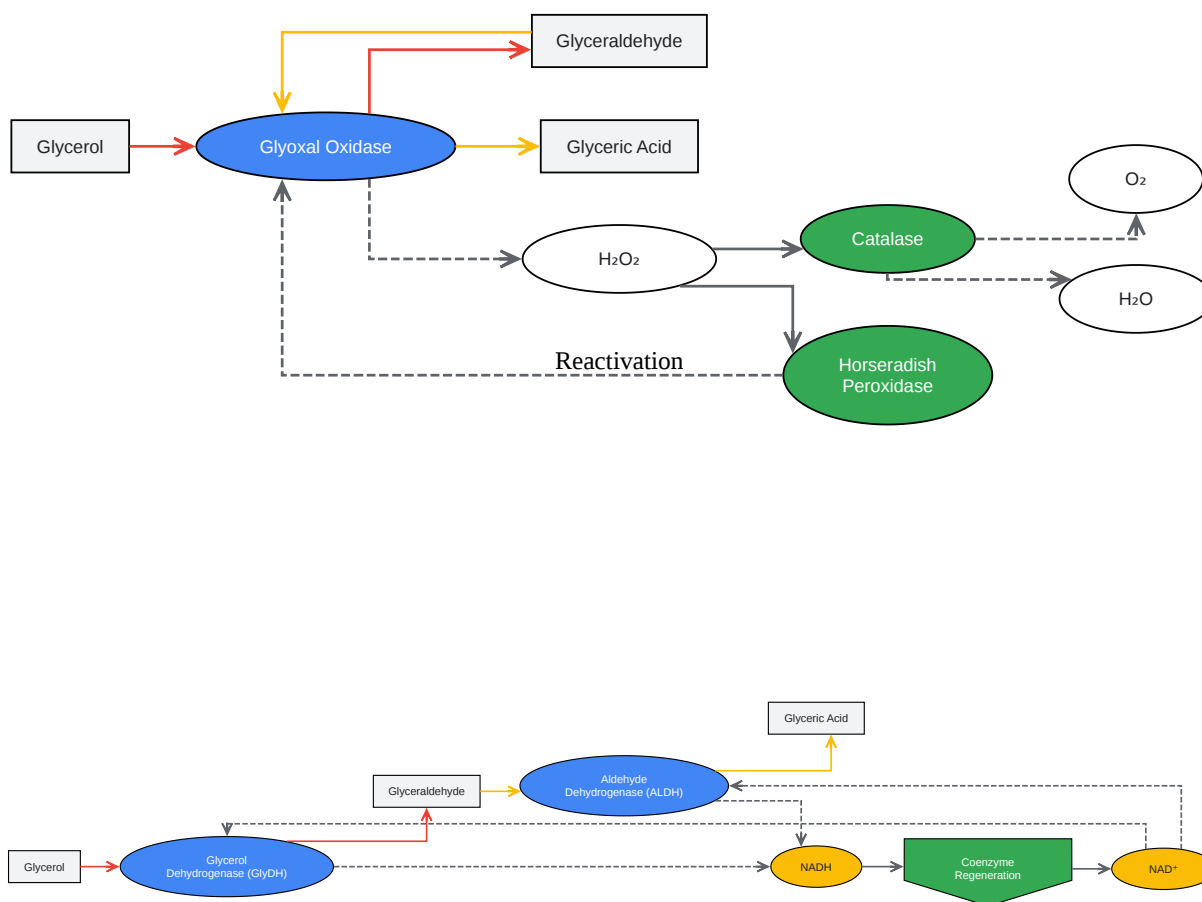 Glyceraldehyde
Glycerol
Glyoxal Oxidase
Glyceric Acid
O₂
Catalase
H₂O₂
H₂O
Reactivation
Horseradish
Peroxidase
Glyceric Acid
Aldehyde
Dehydrogenase (ALDH)
Glyceraldehyde
Glycerol
Glycerol
Dehydrogenase (GlyDH)
NADH
Coenzyme
Regeneration
NAD⁺